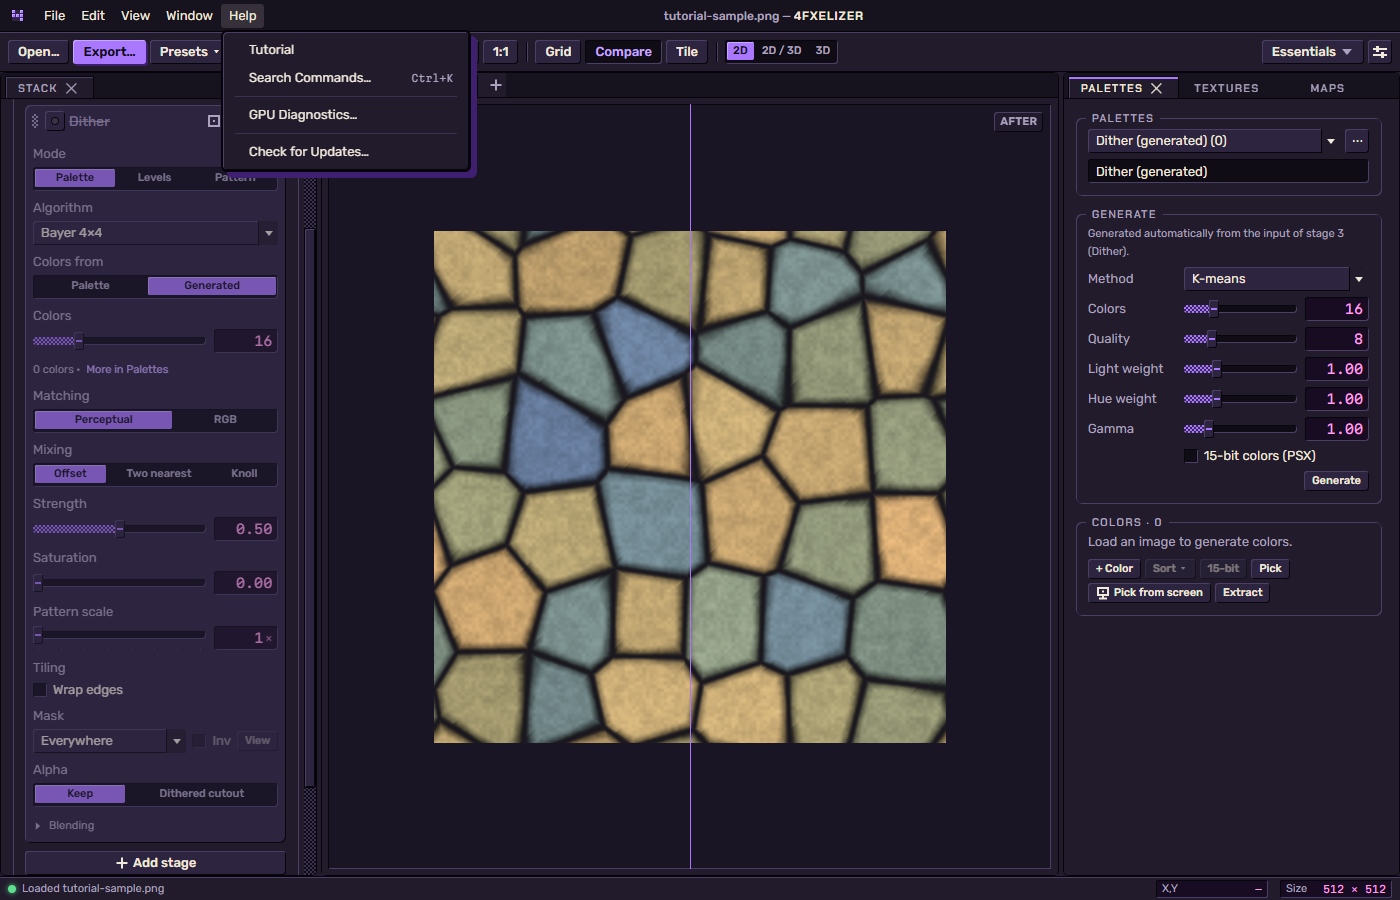 File Edit View Window Help
tutorial-sample.png — 4FXELIZER
Open... Export... Presets
1:1 Grid Compare Tile 2D 2D / 3D 3D Essentials
Tutorial
Search Commands... Ctrl+K
GPU Diagnostics...
Check for Updates...
STACK
Dither
Mode
Palette Levels Pattern
Algorithm
Bayer 4×4
Colors from
Palette Generated
Colors
16
0 colors • More in Palettes
Matching
Perceptual RGB
Mixing
Offset Two nearest Knoll
Strength
0.50
Saturation
0.00
Pattern scale
1×
Tiling
Wrap edges
Mask
Everywhere Inv View
Alpha
Keep Dithered cutout
Blending
+ Add stage
AFTER
PALETTES TEXTURES MAPS
PALETTES
Dither (generated) (0)
Dither (generated)
GENERATE
Generated automatically from the input of stage 3
(Dither).
Method K-means
Colors 16
Quality 8
Light weight 1.00
Hue weight 1.00
Gamma 1.00
15-bit colors (PSX)
Generate
COLORS · 0
Load an image to generate colors.
+ Color Sort 15-bit Pick
Pick from screen Extract
Loaded tutorial-sample.png
X,Y — Size 512 × 512